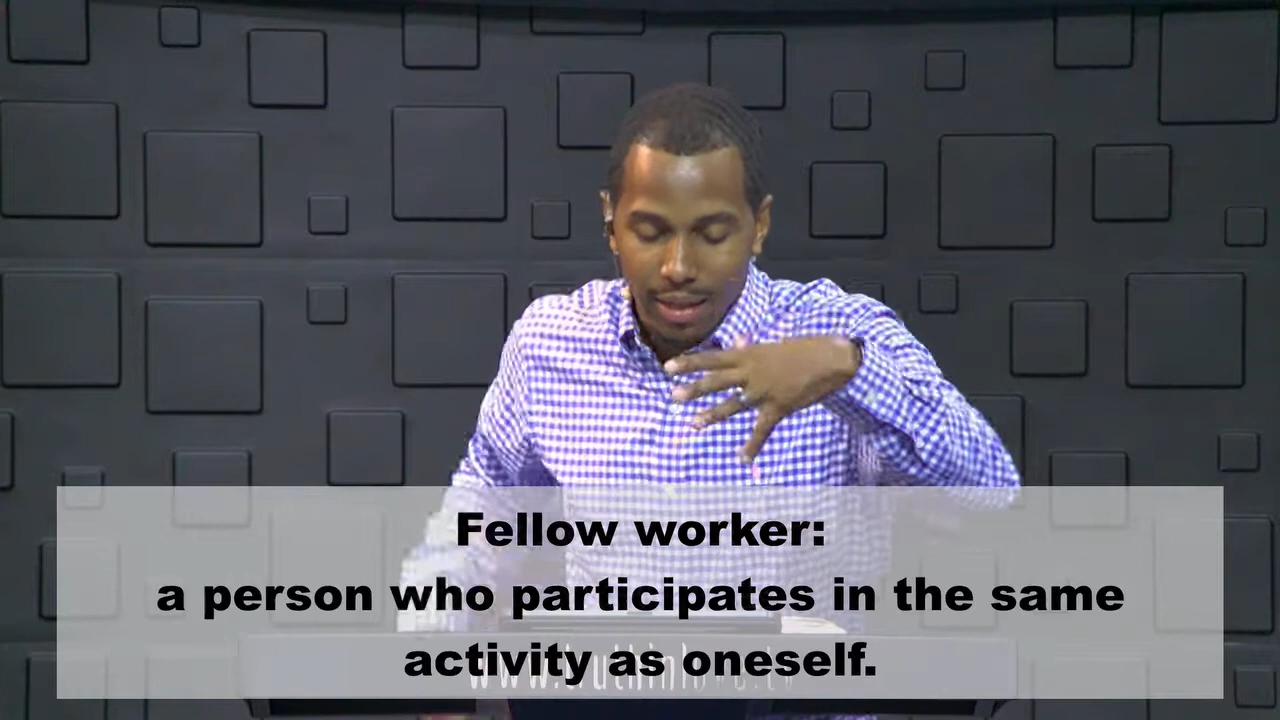 Fellow worker:
a person who participates in the same
activity as oneself.